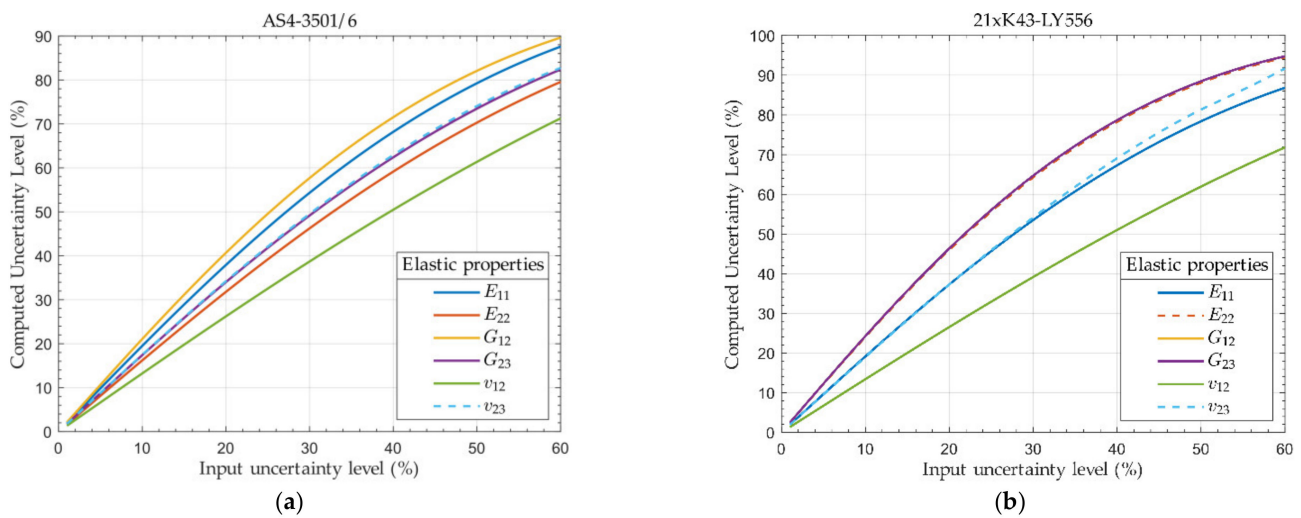 AS4-3501/6
Computed Uncertainty Level (%)
90
80
70
60
50
40
30
20
10
0
0 10 20 30 40 50 60
Input uncertainty level (%)
Elastic properties
E11
E22
G12
G23
v12
v23
(a)
21xK43-LY556
Computed Uncertainty Level (%)
100
90
80
70
60
50
40
30
20
10
0
0 10 20 30 40 50 60
Input uncertainty level (%)
Elastic properties
E11
E22
G12
G23
v12
v23
(b)